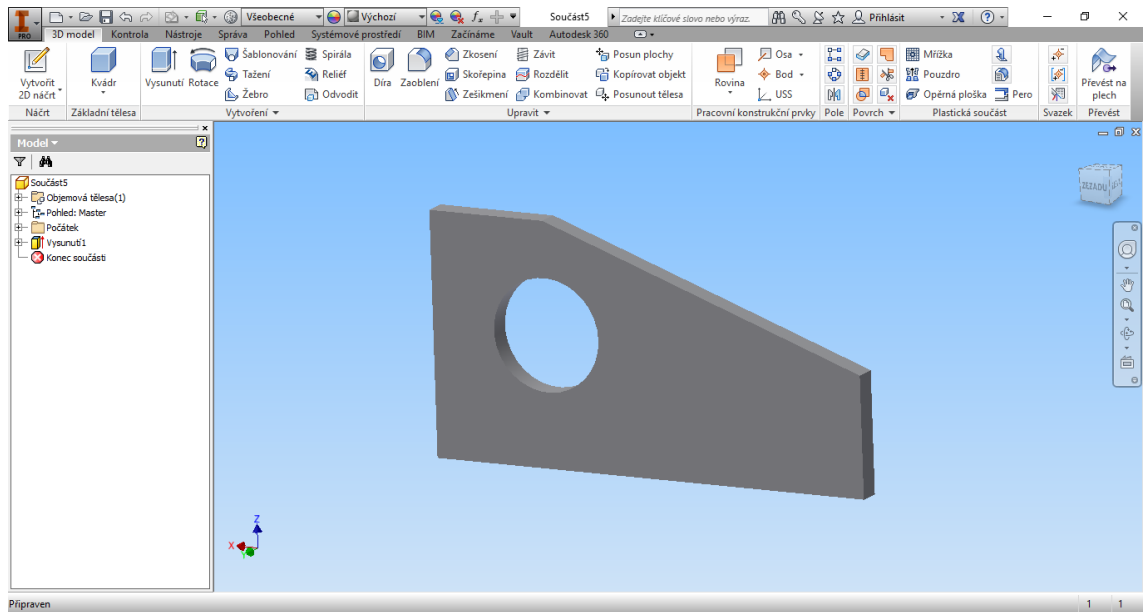 PRO
Všeobecné
Výchozí
Součást5
Zadejte klíčové slovo nebo výraz.
Přihlásit
3D model Kontrola Nástroje Správa Pohled Systémové prostředí BIM Začínáme Vault Autodesk 360
Vytvořit 2D náčrt
Kvádr
Vysunutí Rotace
Šablonování Spirála
Tažení Reliéf
Žebro Odvodit
Díra Zaoblení
Zkosení Závit Posun plochy
Skořepina Rozdělit Kopírovat objekt
Zešikmení Kombinovat Posunout tělesa
Rovina
Osa
Bod
USS
Mřížka
Pouzdro
Opěrná ploška Pero
Převést na plech
Náčrt Základní tělesa Vytvoření Upravit Pracovní konstrukční prvky Pole Povrch Plastická součást Svazek Převést
Model
Součást5
Objemová tělesa(1)
Pohled: Master
Počátek
Vysunutí1
Konec součásti
ZEZADU
Z
X
Y
Připraven
1 1